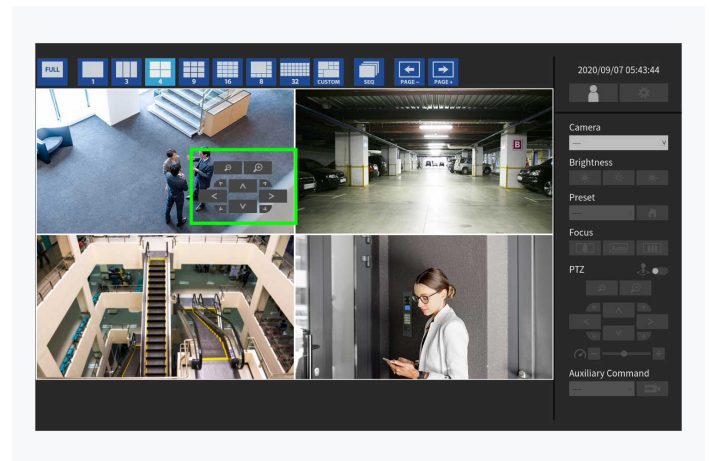 FULL
1
3
4
9
16
8
32
CUSTOM
SEQ
PAGE −
PAGE +
2020/09/07 05:43:44
B
Camera
---- v
Brightness
Preset
----
Focus
PTZ
Auxiliary Command
----